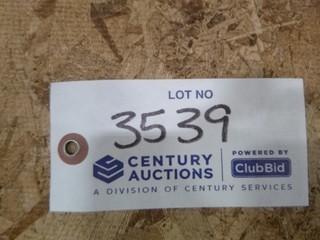 LOT NO
3539
CENTURY AUCTIONS
POWERED BY
ClubBid
A DIVISION OF CENTURY SERVICES